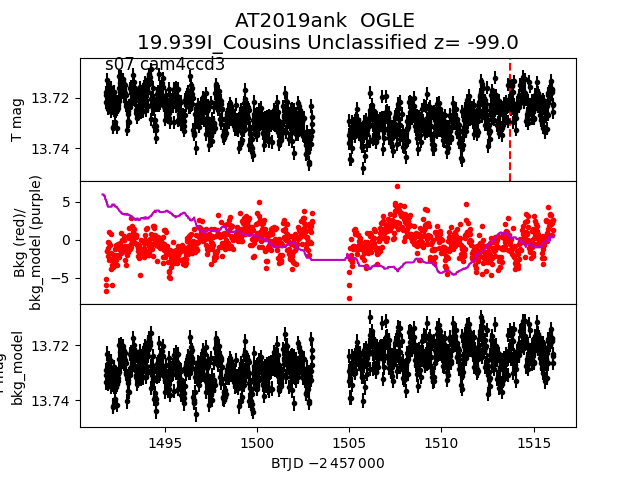 AT2019ank OGLE
19.939I_Cousins Unclassified z= -99.0
s07 cam4ccd3
T mag
13.72
13.74
Bkg (red)/
bkg_model (purple)
5
0
−5
bkg_model
13.72
13.74
1495
1500
1505
1510
1515
BTJD −2 457 000